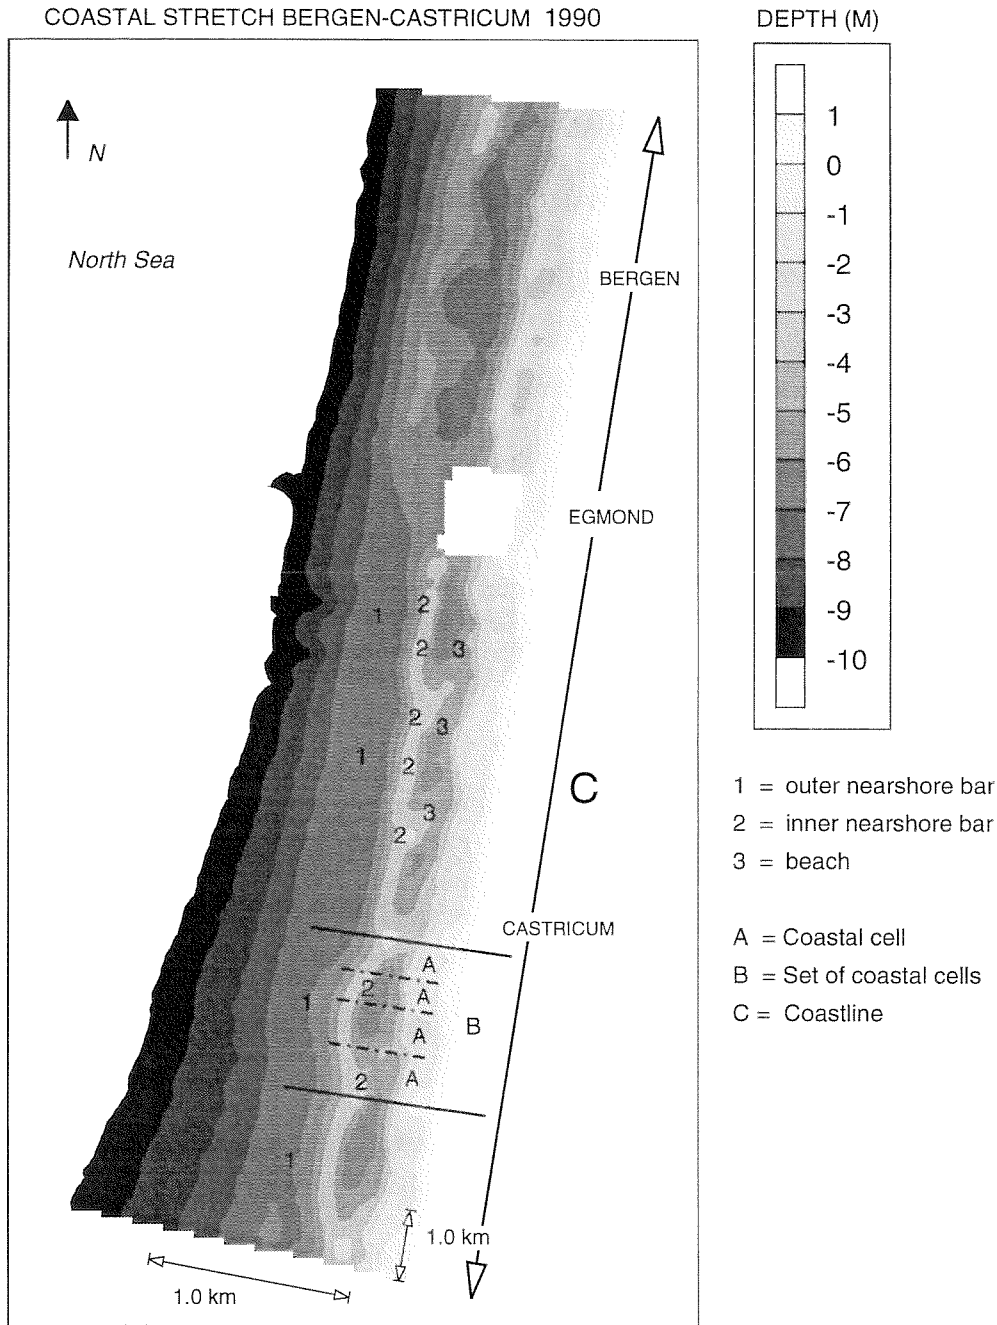 COASTAL STRETCH BERGEN-CASTRICUM 1990
DEPTH (M)
N
North Sea
BERGEN
EGMOND
CASTRICUM
1
0
-1
-2
-3
-4
-5
-6
-7
-8
-9
-10
2
1
2
3
2
3
1
2
3
2
C
A
2
A
1
A
B
2
A
1
1.0 km
1.0 km
1 = outer nearshore bar
2 = inner nearshore bar
3 = beach
A = Coastal cell
B = Set of coastal cells
C = Coastline